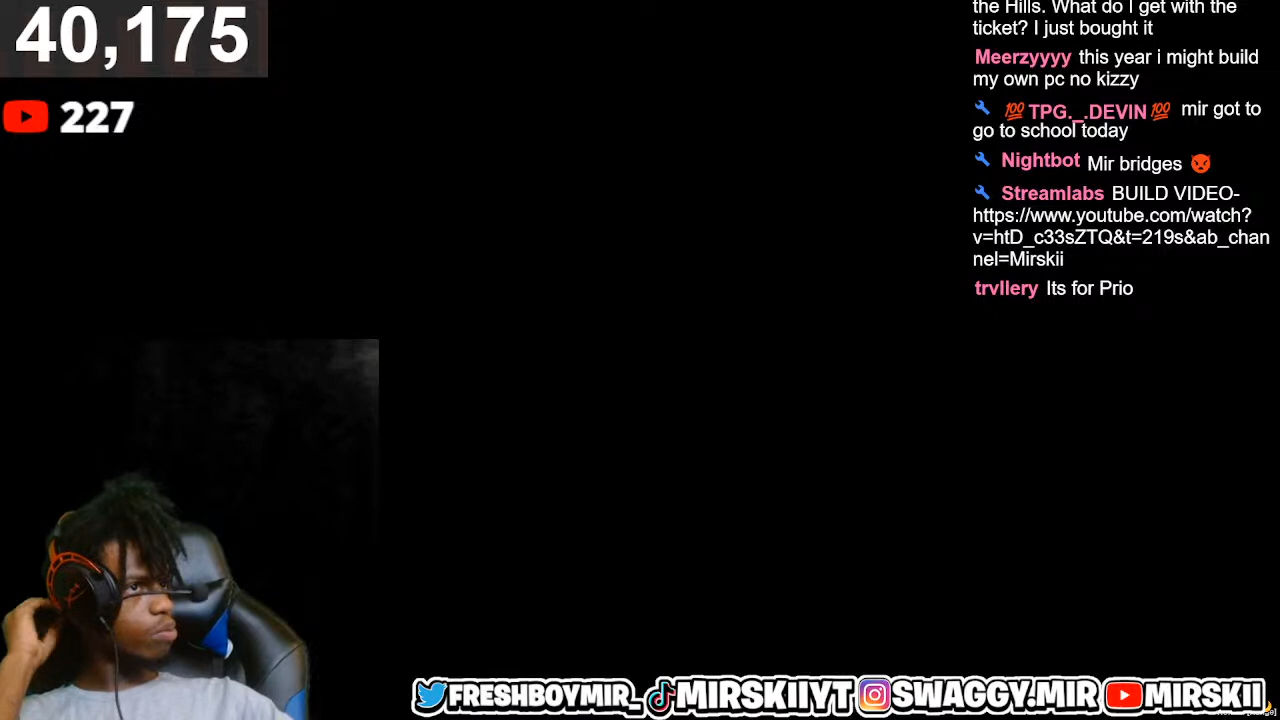 40,175
227
the Hills. What do I get with the
ticket? I just bought it
Meerzyyyy this year i might build
my own pc no kizzy
💯TPG._.DEVIN💯 mir got to
go to school today
Nightbot Mir bridges 👿
Streamlabs BUILD VIDEO-
https://www.youtube.com/watch?
v=htD_c33sZTQ&t=219s&ab_chan
nel=Mirskii
trvllery Its for Prio
FRESHBOYMIR_ MIRSKIIYT SWAGGY.MIR MIRSKII